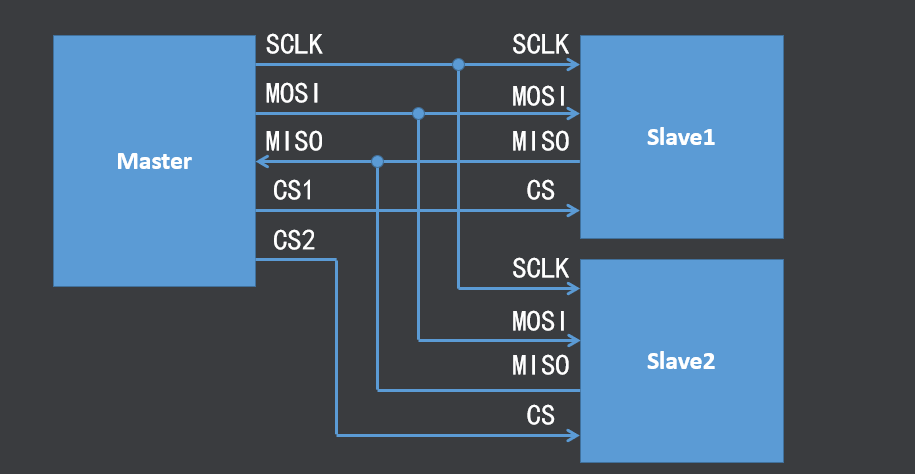 SCLK
MOSI
MISO
CS1
CS2
Master
SCLK
MOSI
MISO
CS
Slave1
SCLK
MOSI
MISO
CS
Slave2